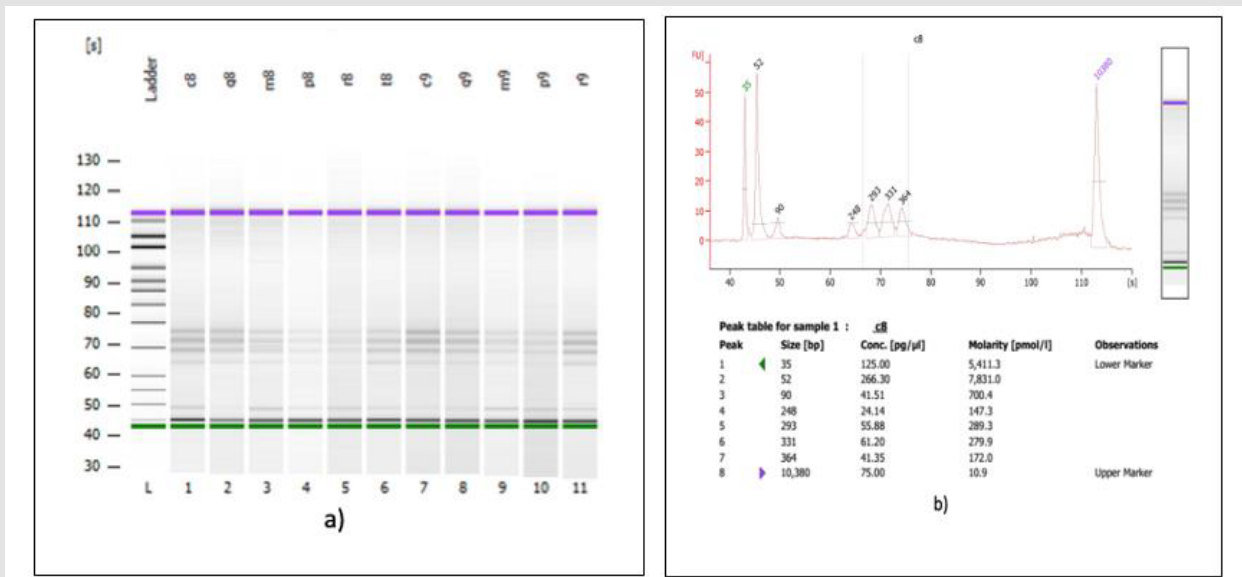 [s]
Ladder
c8
q8
m8
p8
r8
t8
c9
q9
m9
p9
r9
130
120
110
100
90
80
70
60
50
40
30
L 1 2 3 4 5 6 7 8 9 10 11
a)
c8
[FU]
50
40
30
20
10
0
35
52
90
248
293
331
364
10380
40 50 60 70 80 90 100 110 [s]
Peak table for sample 1 : c8
Peak Size [bp] Conc. [pg/µl] Molarity [pmol/l] Observations
1 35 125.00 5,411.3 Lower Marker
2 52 266.30 7,831.0
3 90 41.51 700.4
4 248 24.14 147.3
5 293 55.88 289.3
6 331 61.20 279.9
7 364 41.35 172.0
8 10,380 75.00 10.9 Upper Marker
b)